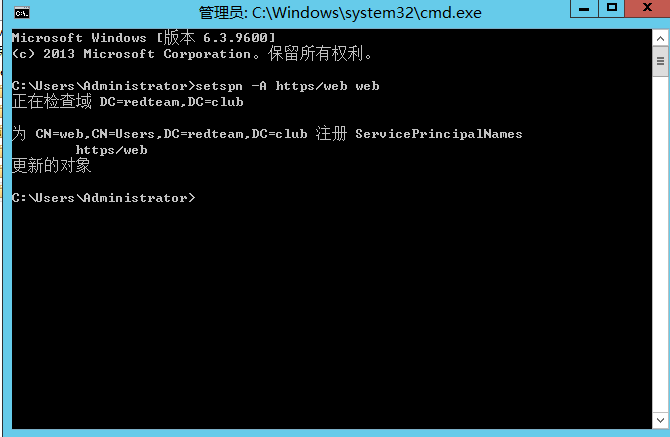 管理员: C:\Windows\system32\cmd.exe
Microsoft Windows [版本 6.3.9600]
(c) 2013 Microsoft Corporation。保留所有权利。
C:\Users\Administrator>setspn -A https/web web
正在检查域 DC=redteam,DC=club
为 CN=web,CN=Users,DC=redteam,DC=club 注册 ServicePrincipalNames
https/web
更新的对象
C:\Users\Administrator>